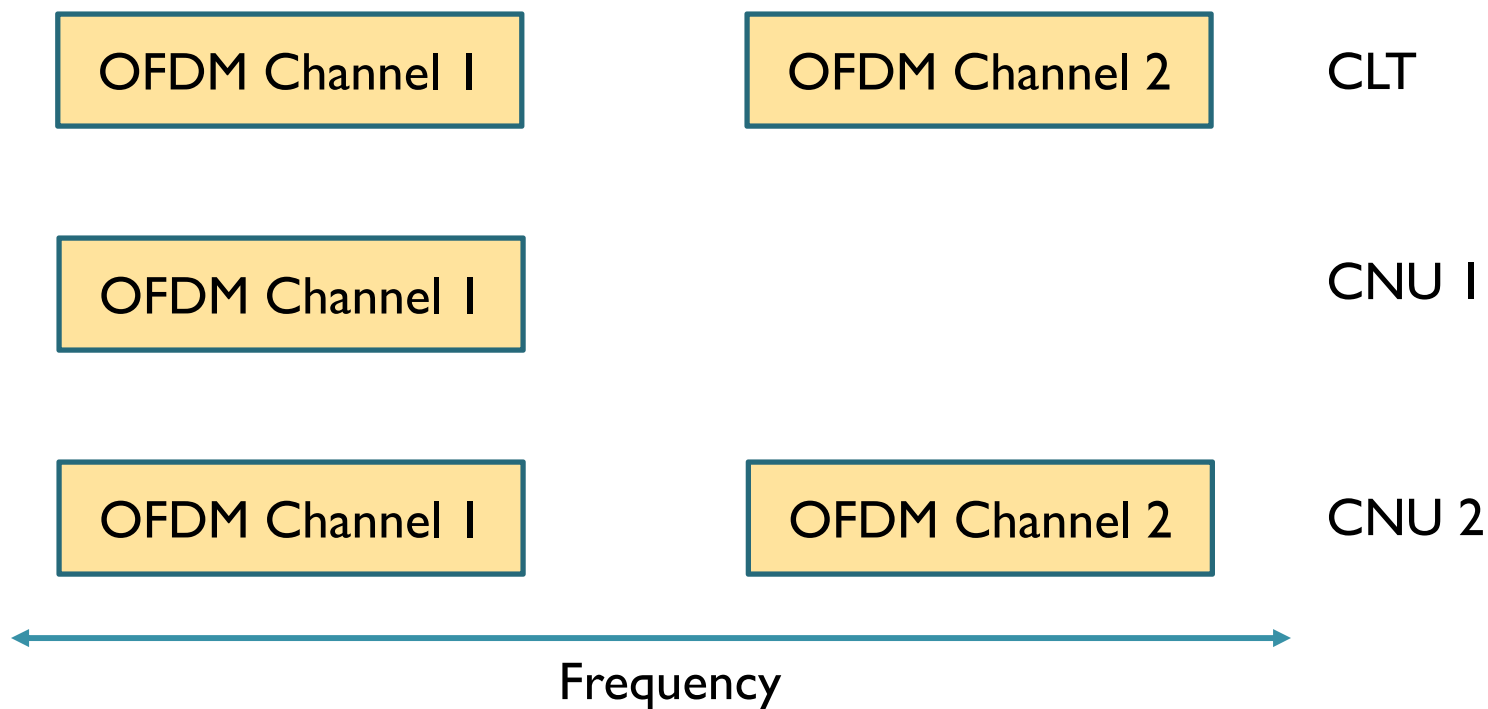 OFDM Channel 1 OFDM Channel 2 CLT
OFDM Channel 1 CNU 1
OFDM Channel 1 OFDM Channel 2 CNU 2
Frequency